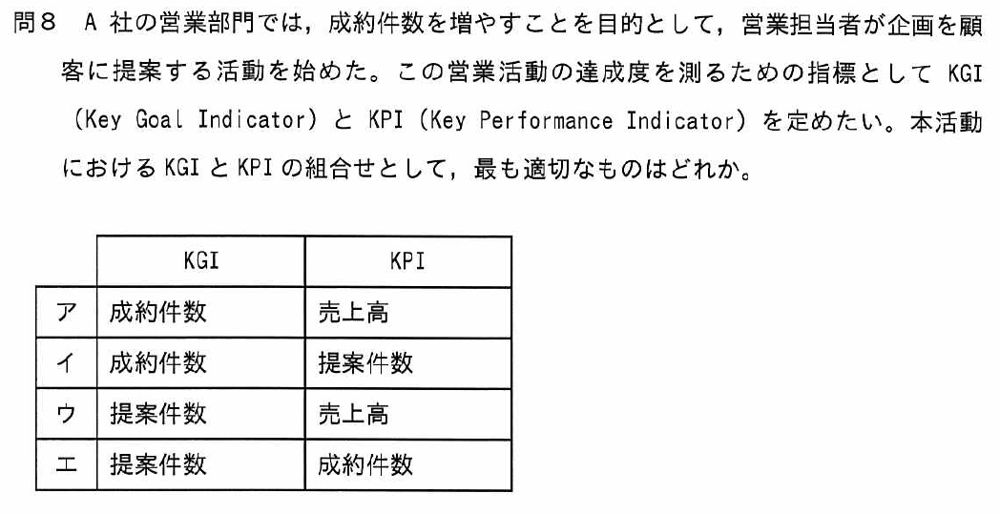 問8 A 社の営業部門では，成約件数を増やすことを目的として，営業担当者が企画を顧
客に提案する活動を始めた。この営業活動の達成度を測るための指標として KGI
（Key Goal Indicator）と KPI（Key Performance Indicator）を定めたい。本活動
における KGI と KPI の組合せとして，最も適切なものはどれか。
KGI KPI
ア 成約件数 売上高
イ 成約件数 提案件数
ウ 提案件数 売上高
エ 提案件数 成約件数